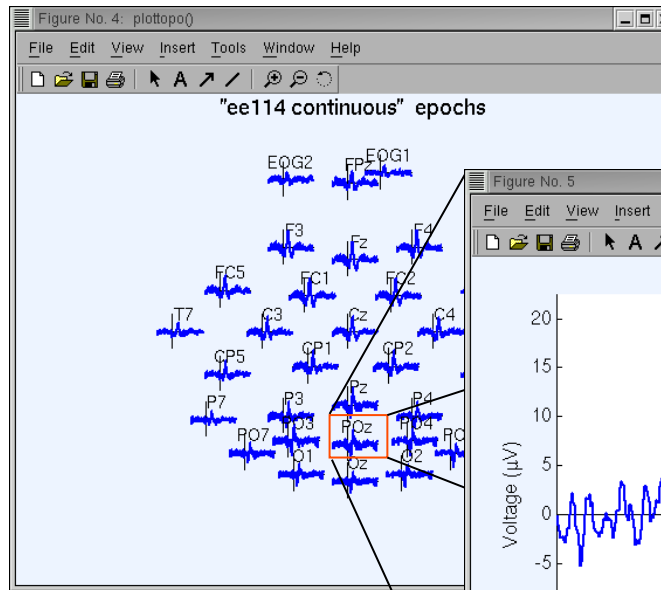 Figure No. 4: plottopo()
File Edit View Insert Tools Window Help
"ee114 continuous" epochs
EOG2 FPz EOG1
F3 Fz F4
FC5 FC1 FC2
T7 C3 Cz C4
CP5 CP1 CP2
P7 P3 Pz P4
PO7 PO3 POz PO4
O1 Oz O2
Figure No. 5
File Edit View Insert
20
15
10
5
0
-5
Voltage (µV)